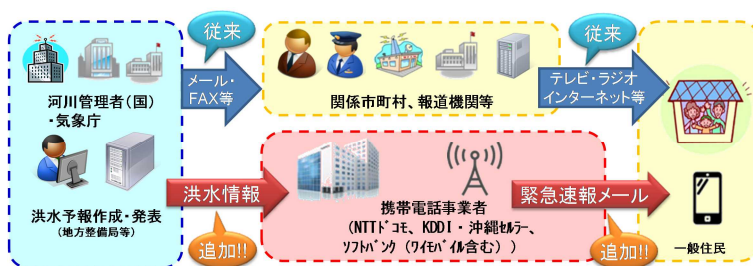 従来
従来
メール・
FAX等
テレビ・ラジオ
インターネット等
河川管理者(国)
・気象庁
関係市町村、報道機関等
洪水情報
緊急速報メール
携帯電話事業者
(NTTドコモ、KDDI・沖縄セルラー、
ソフトバンク(ワイモバイル含む))
洪水予報作成・発表
(地方整備局等)
追加!!
追加!!
一般住民